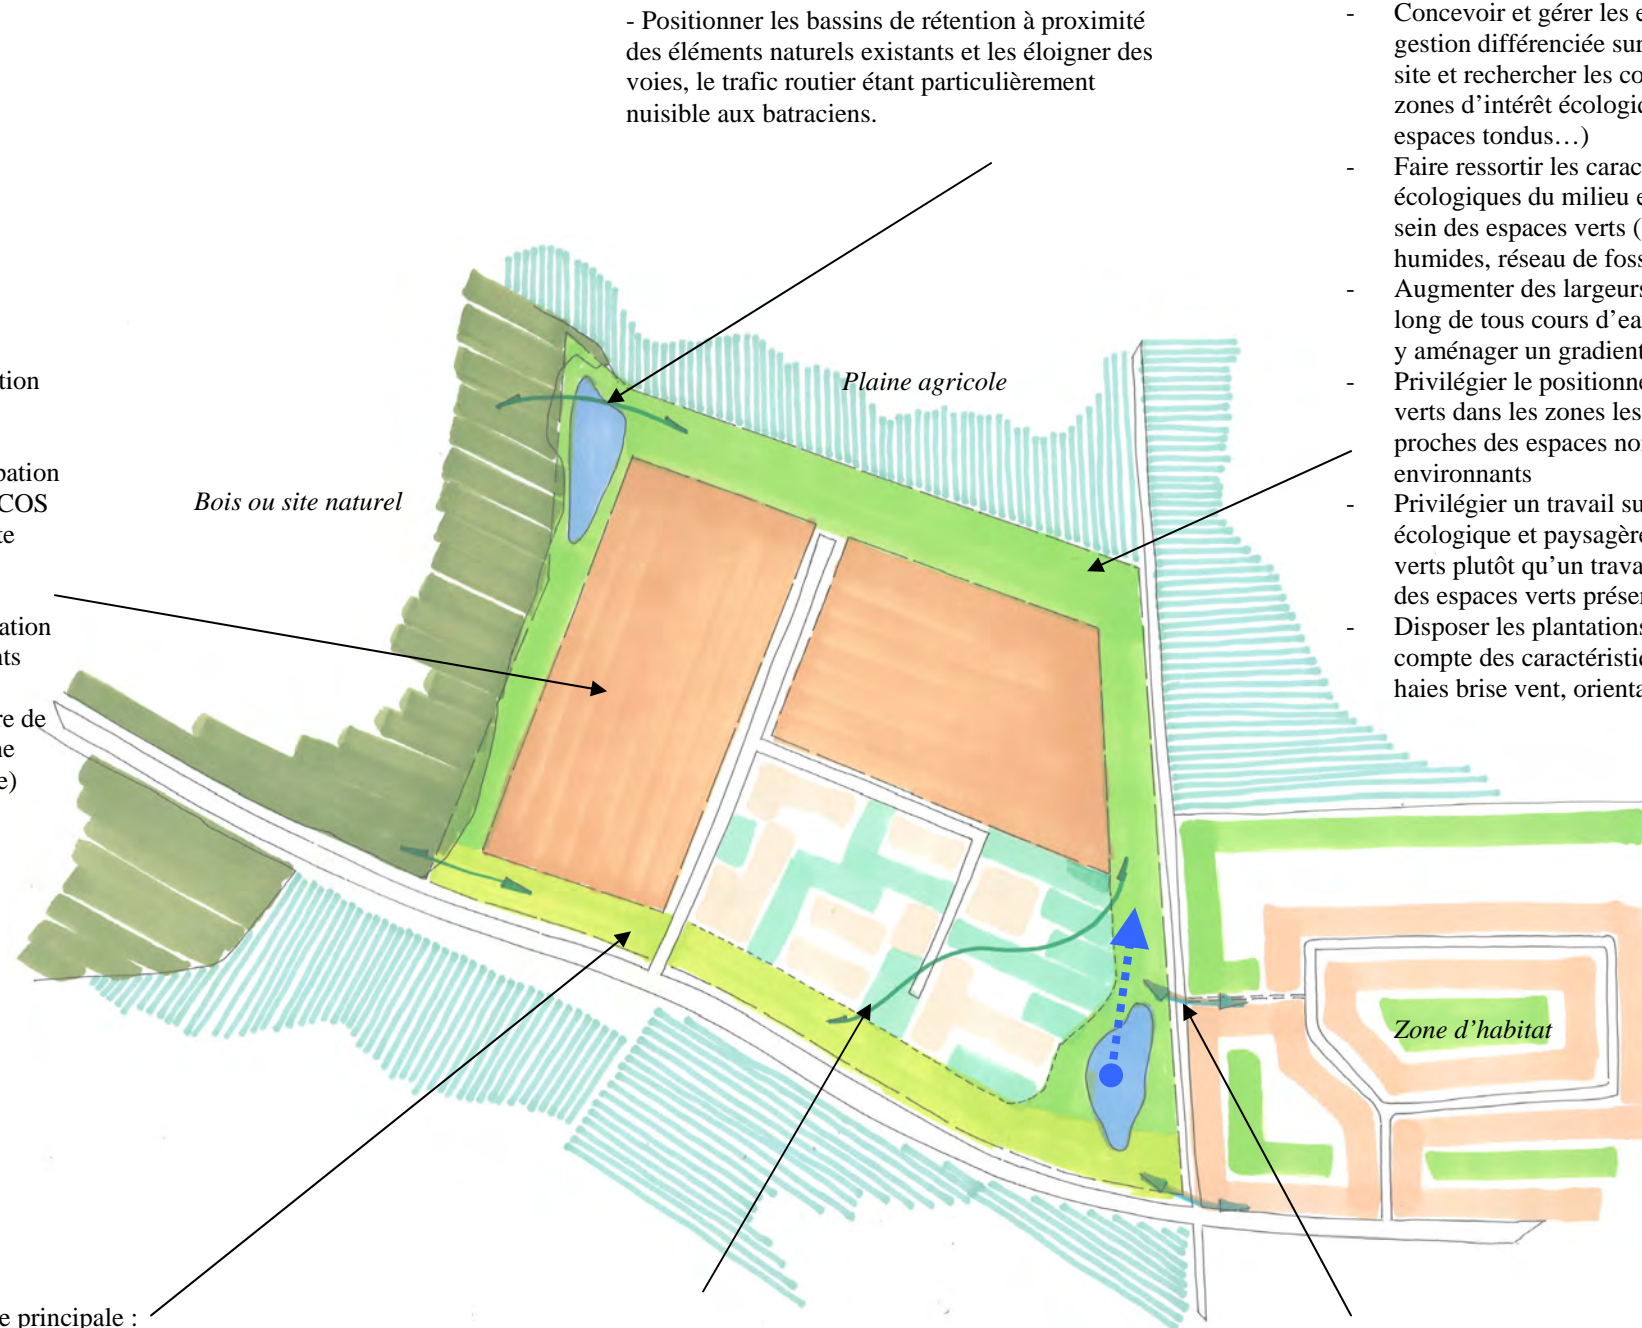 - Positionner les bassins de rétention à proximité
des éléments naturels existants et les éloigner des
voies, le trafic routier étant particulièrement
nuisible aux batraciens.
- Concevoir et gérer les e
gestion différenciée sur
site et rechercher les co
zones d’intérêt écologiq
espaces tondus…)
- Faire ressortir les carac
écologiques du milieu e
sein des espaces verts (
humides, réseau de foss
- Augmenter des largeurs
long de tous cours d’ea
y aménager un gradient
- Privilégier le positionne
verts dans les zones les
proches des espaces non
environnants
- Privilégier un travail su
écologique et paysagère
verts plutôt qu’un trava
des espaces verts présen
- Disposer les plantations
compte des caractéristiq
haies brise vent, orienta
tion
pation
COS
te
ation
nts
re de
ne
e)
Bois ou site naturel
Plaine agricole
Zone d’habitat
e principale :